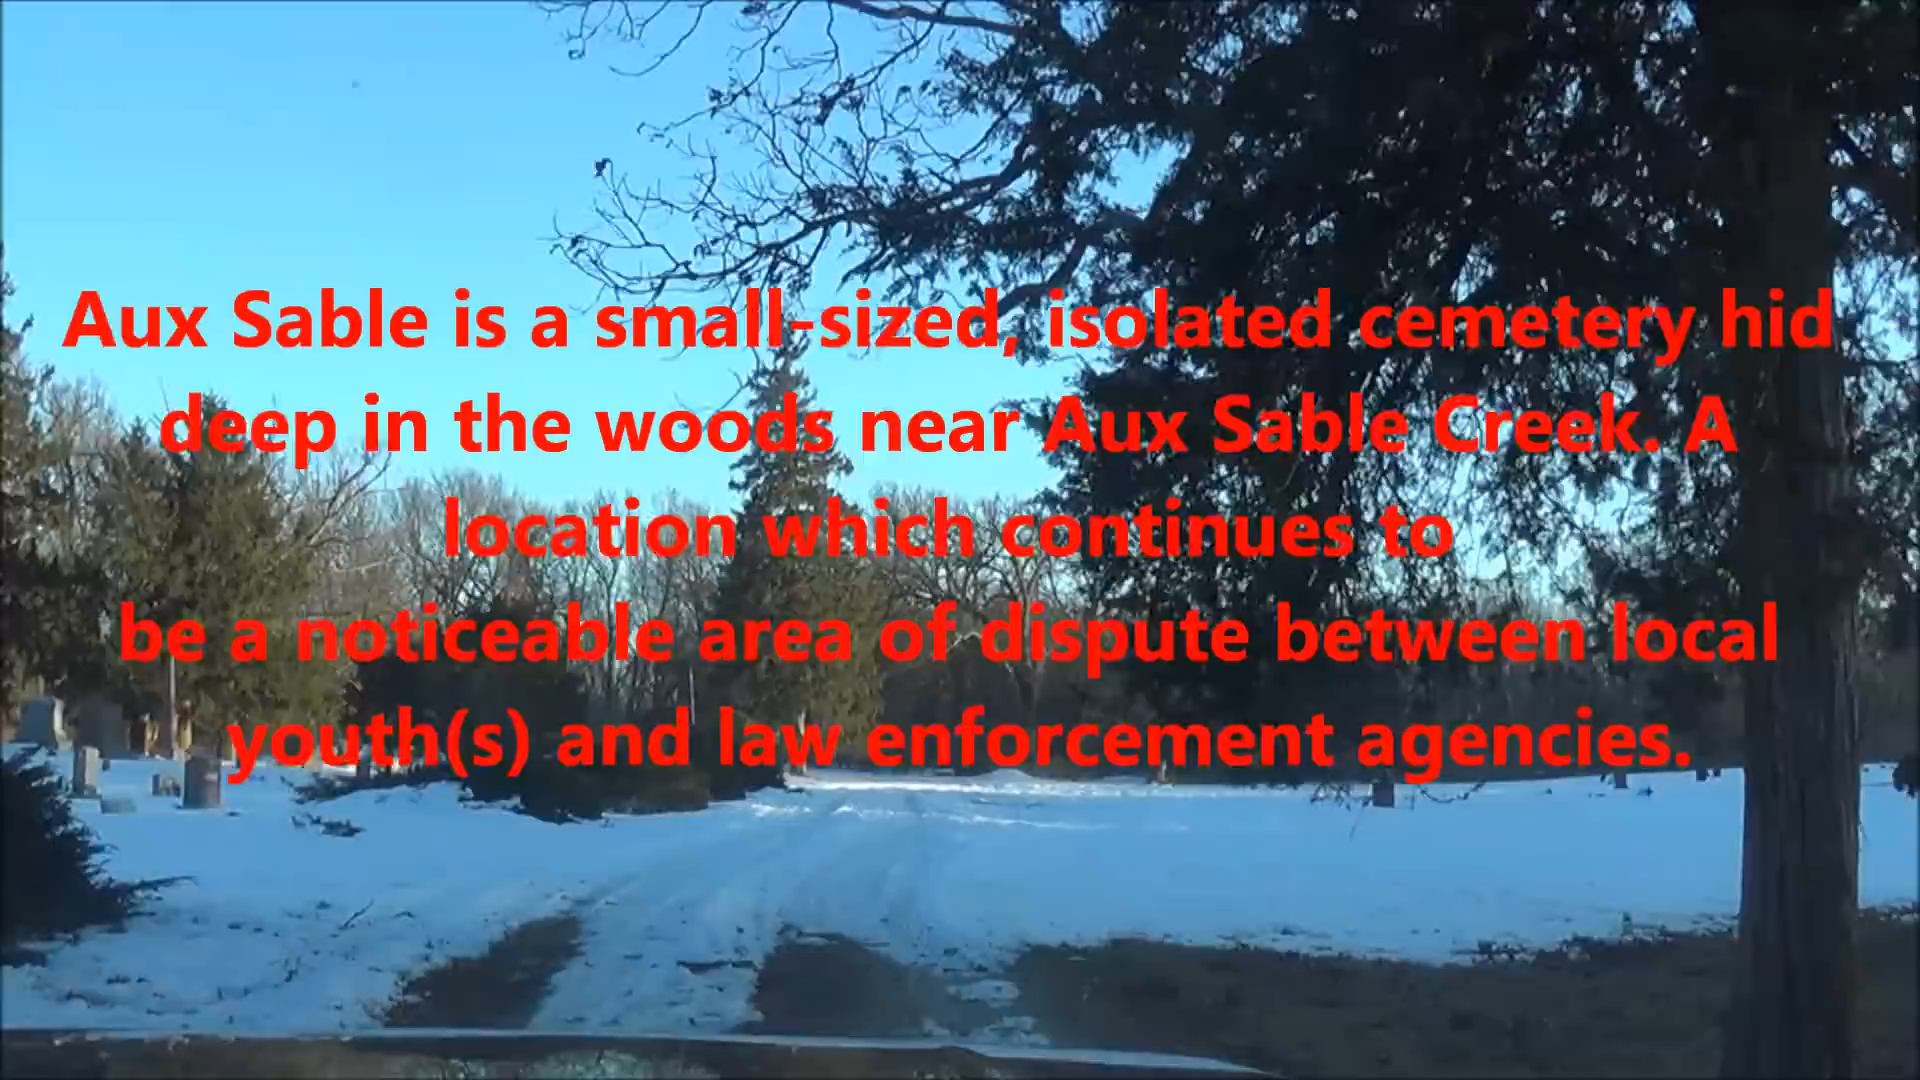 Aux Sable is a small-sized, isolated cemetery hid
deep in the woods near Aux Sable Creek. A
location which continues to
be a noticeable area of dispute between local
youth(s) and law enforcement agencies.